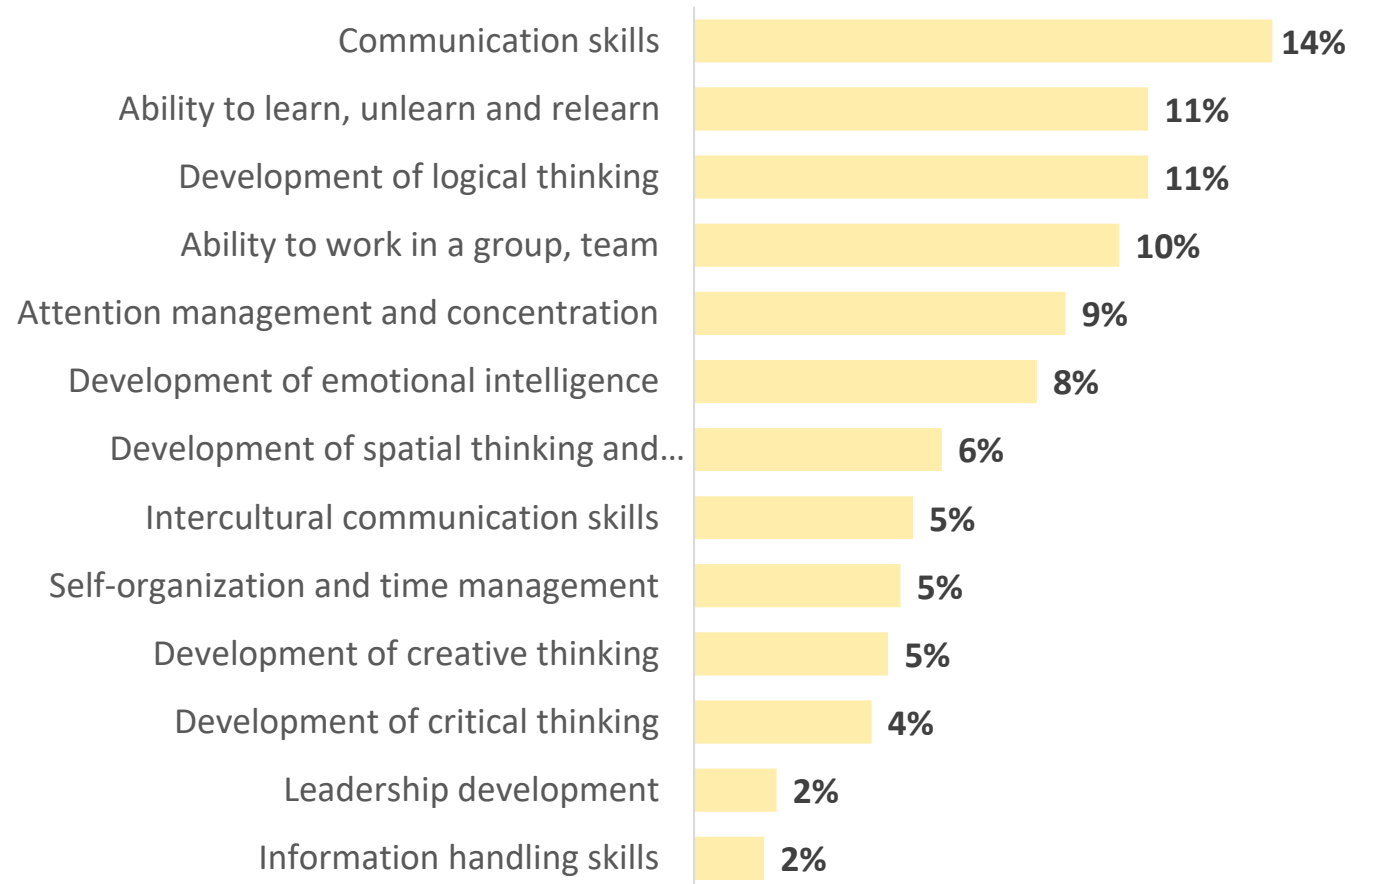 Communication skills 14%
Ability to learn, unlearn and relearn 11%
Development of logical thinking 11%
Ability to work in a group, team 10%
Attention management and concentration 9%
Development of emotional intelligence 8%
Development of spatial thinking and... 6%
Intercultural communication skills 5%
Self-organization and time management 5%
Development of creative thinking 5%
Development of critical thinking 4%
Leadership development 2%
Information handling skills 2%